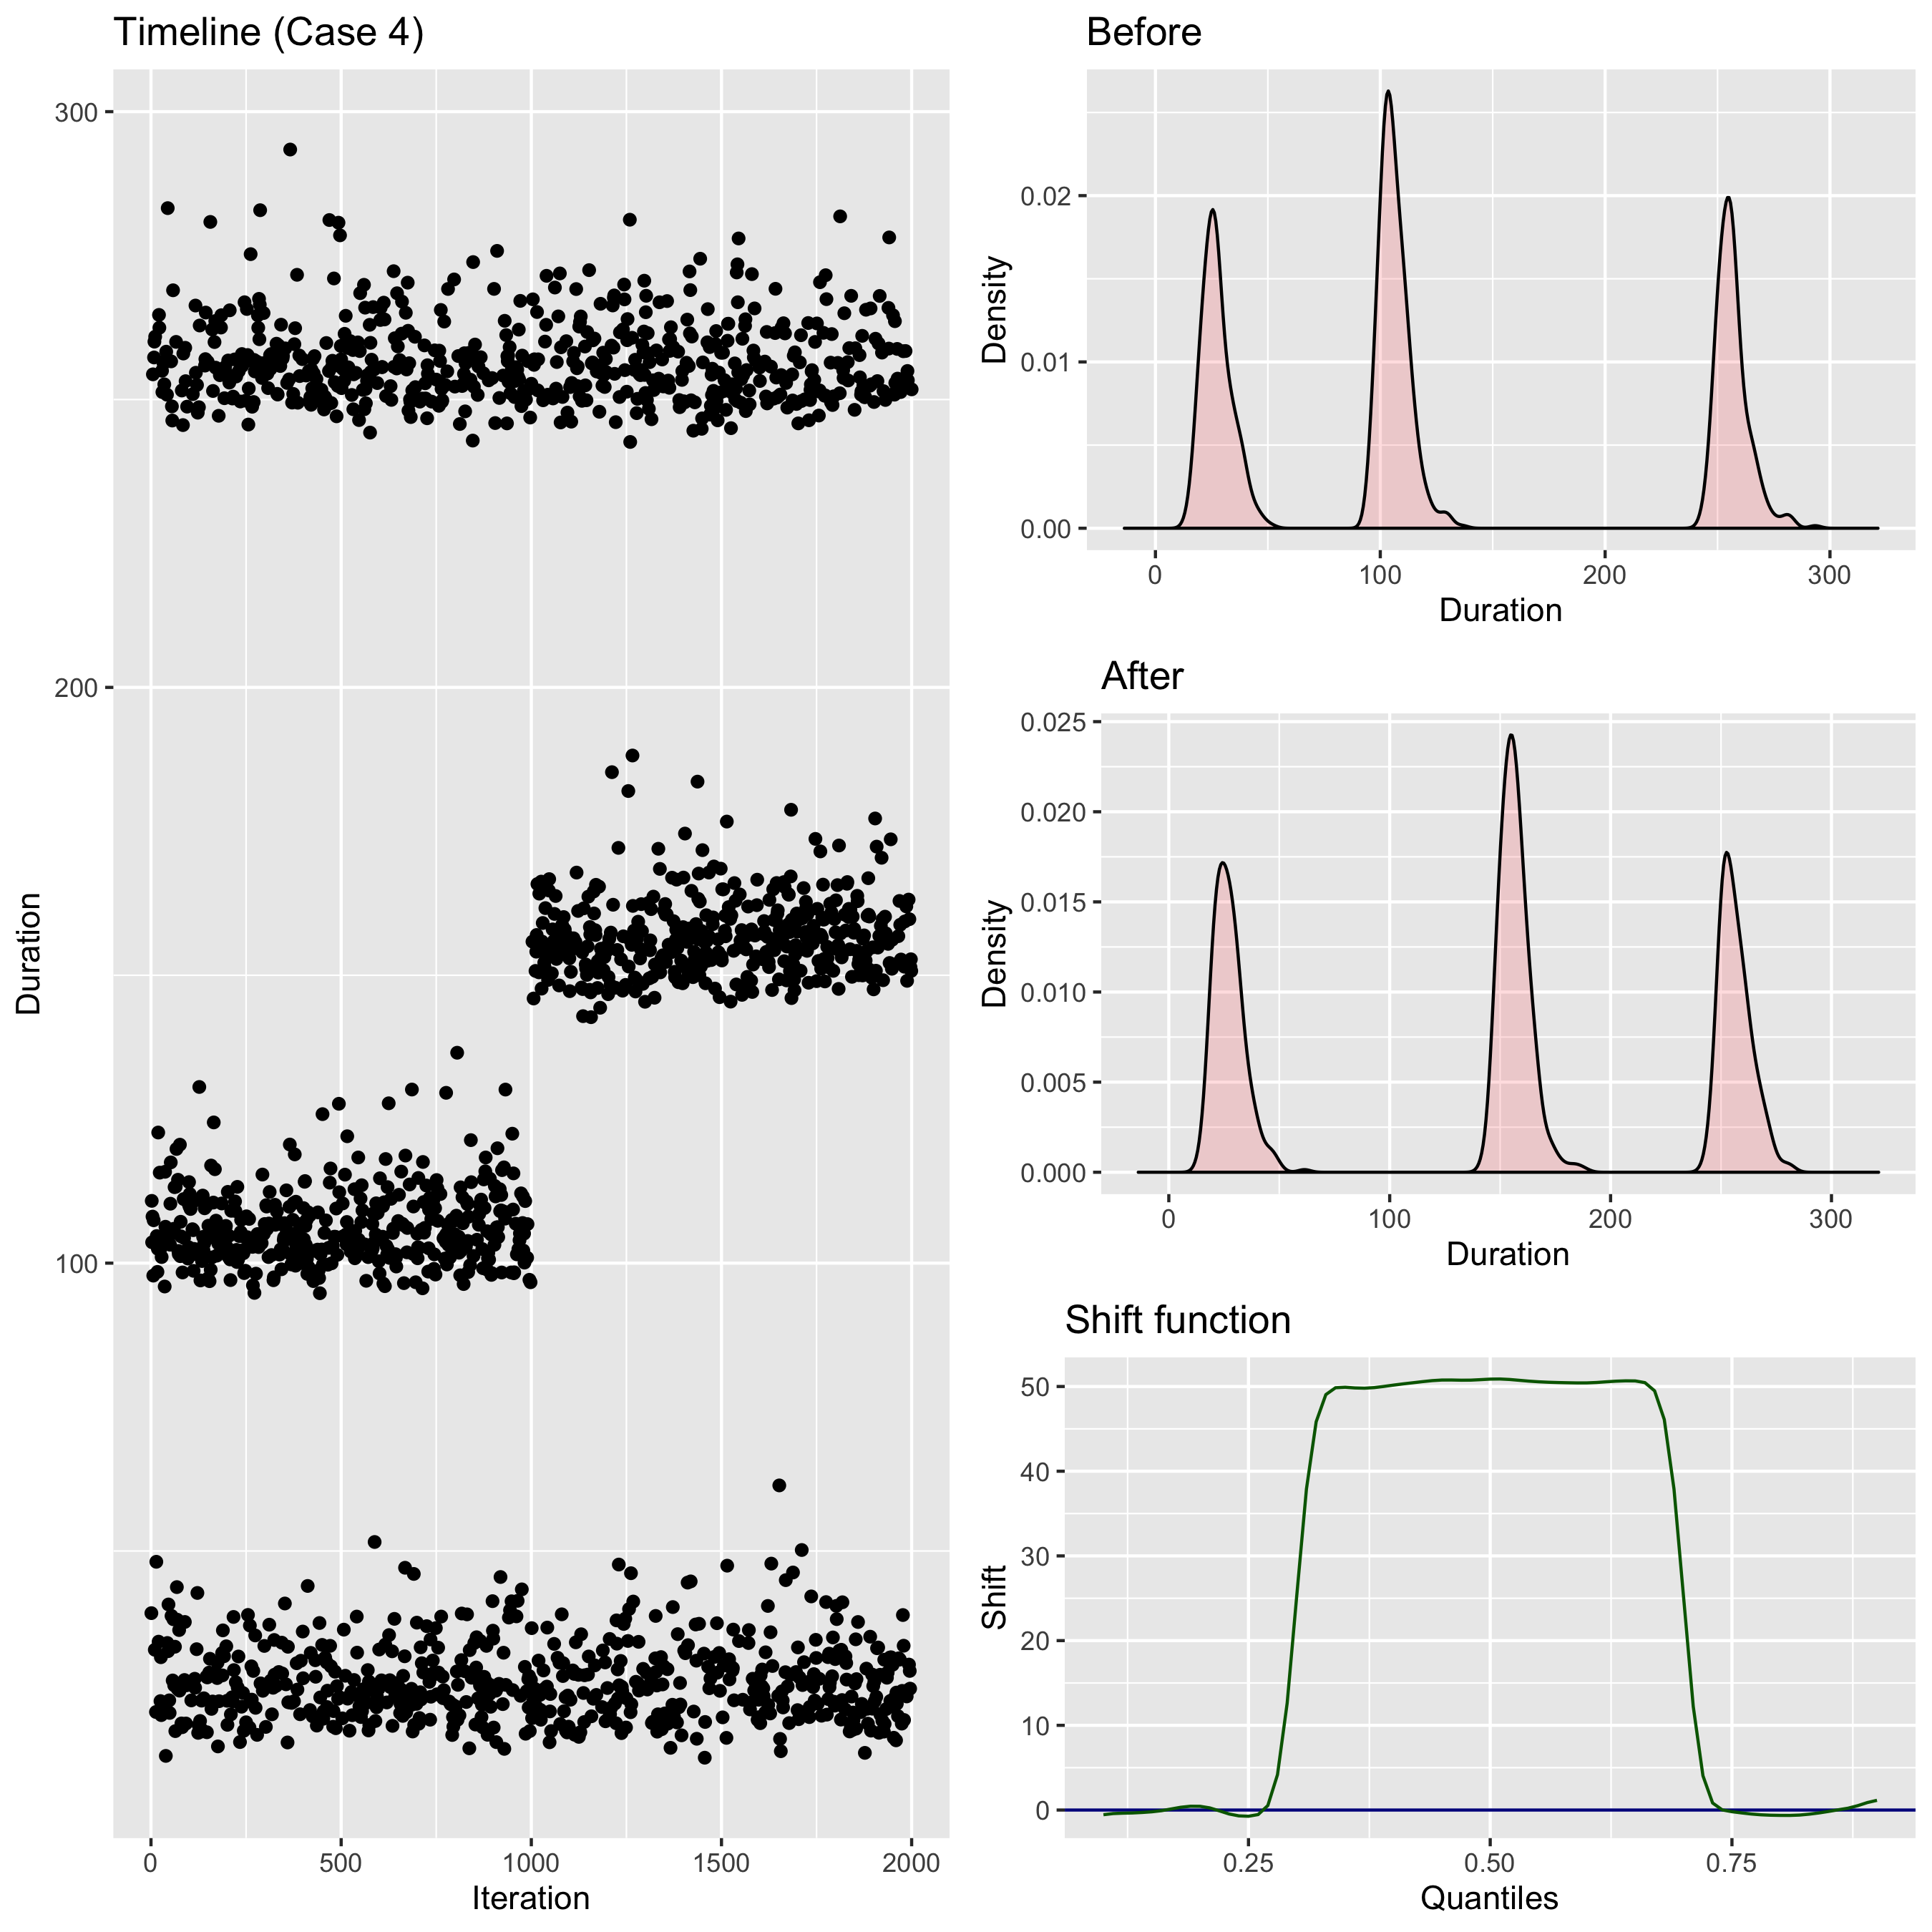 Timeline (Case 4)
300
200
100
Duration
0 500 1000 1500 2000
Iteration
Before
0.02
0.01
0.00
Density
0 100 200 300
Duration
After
0.025
0.020
0.015
0.010
0.005
0.000
Density
0 100 200 300
Duration
Shift function
50
40
30
20
10
0
Shift
0.25 0.50 0.75
Quantiles